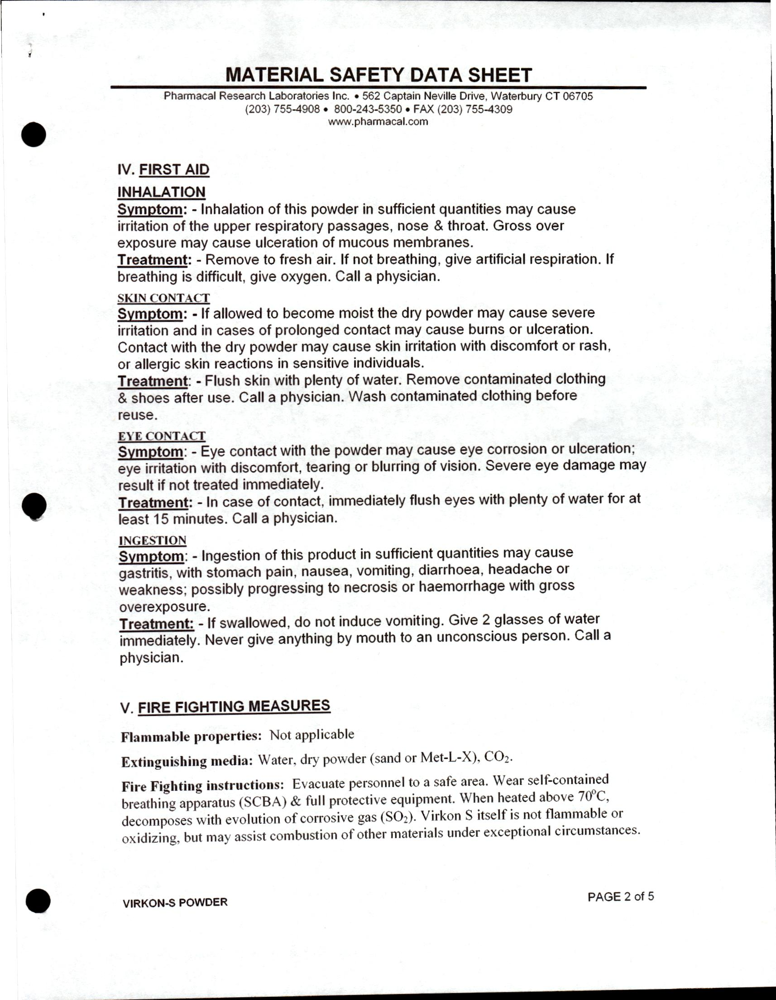 MATERIAL SAFETY DATA SHEET
Pharmacal Research Laboratories Inc. • 562 Captain Neville Drive, Waterbury CT 06705
(203) 755-4908 • 800-243-5350 • FAX (203) 755-4309
www.pharmacal.com
IV. FIRST AID
INHALATION
Symptom: - Inhalation of this powder in sufficient quantities may cause
irritation of the upper respiratory passages, nose & throat. Gross over
exposure may cause ulceration of mucous membranes.
Treatment: - Remove to fresh air. If not breathing, give artificial respiration. If
breathing is difficult, give oxygen. Call a physician.
SKIN CONTACT
Symptom: - If allowed to become moist the dry powder may cause severe
irritation and in cases of prolonged contact may cause burns or ulceration.
Contact with the dry powder may cause skin irritation with discomfort or rash,
or allergic skin reactions in sensitive individuals.
Treatment: - Flush skin with plenty of water. Remove contaminated clothing
& shoes after use. Call a physician. Wash contaminated clothing before
reuse.
EYE CONTACT
Symptom: - Eye contact with the powder may cause eye corrosion or ulceration;
eye irritation with discomfort, tearing or blurring of vision. Severe eye damage may
result if not treated immediately.
Treatment: - In case of contact, immediately flush eyes with plenty of water for at
least 15 minutes. Call a physician.
INGESTION
Symptom: - Ingestion of this product in sufficient quantities may cause
gastritis, with stomach pain, nausea, vomiting, diarrhoea, headache or
weakness; possibly progressing to necrosis or haemorrhage with gross
overexposure.
Treatment: - If swallowed, do not induce vomiting. Give 2 glasses of water
immediately. Never give anything by mouth to an unconscious person. Call a
physician.
V. FIRE FIGHTING MEASURES
Flammable properties: Not applicable
Extinguishing media: Water, dry powder (sand or Met-L-X), CO₂.
Fire Fighting instructions: Evacuate personnel to a safe area. Wear self-contained
breathing apparatus (SCBA) & full protective equipment. When heated above 70°C,
decomposes with evolution of corrosive gas (SO₂). Virkon S itself is not flammable or
oxidizing, but may assist combustion of other materials under exceptional circumstances.
VIRKON-S POWDER
PAGE 2 of 5